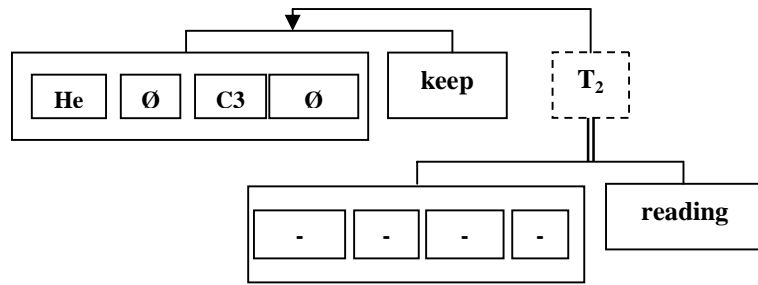 He Ø C3 Ø keep T₂
- - - - reading